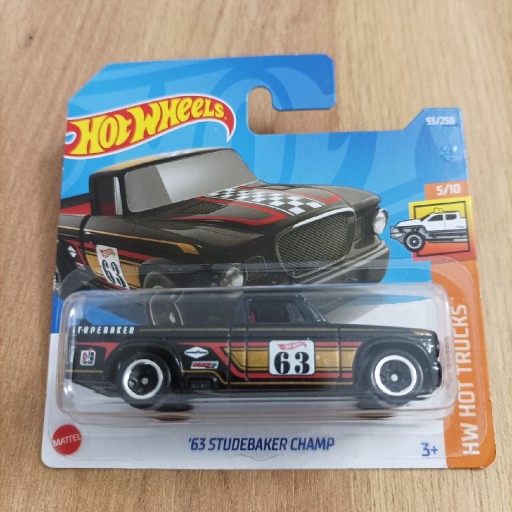 HOT WHEELS
93/250
5/10
63
HW HOT TRUCKS
STUDEBAKER
63
MATTEL
'63 STUDEBAKER CHAMP
3+